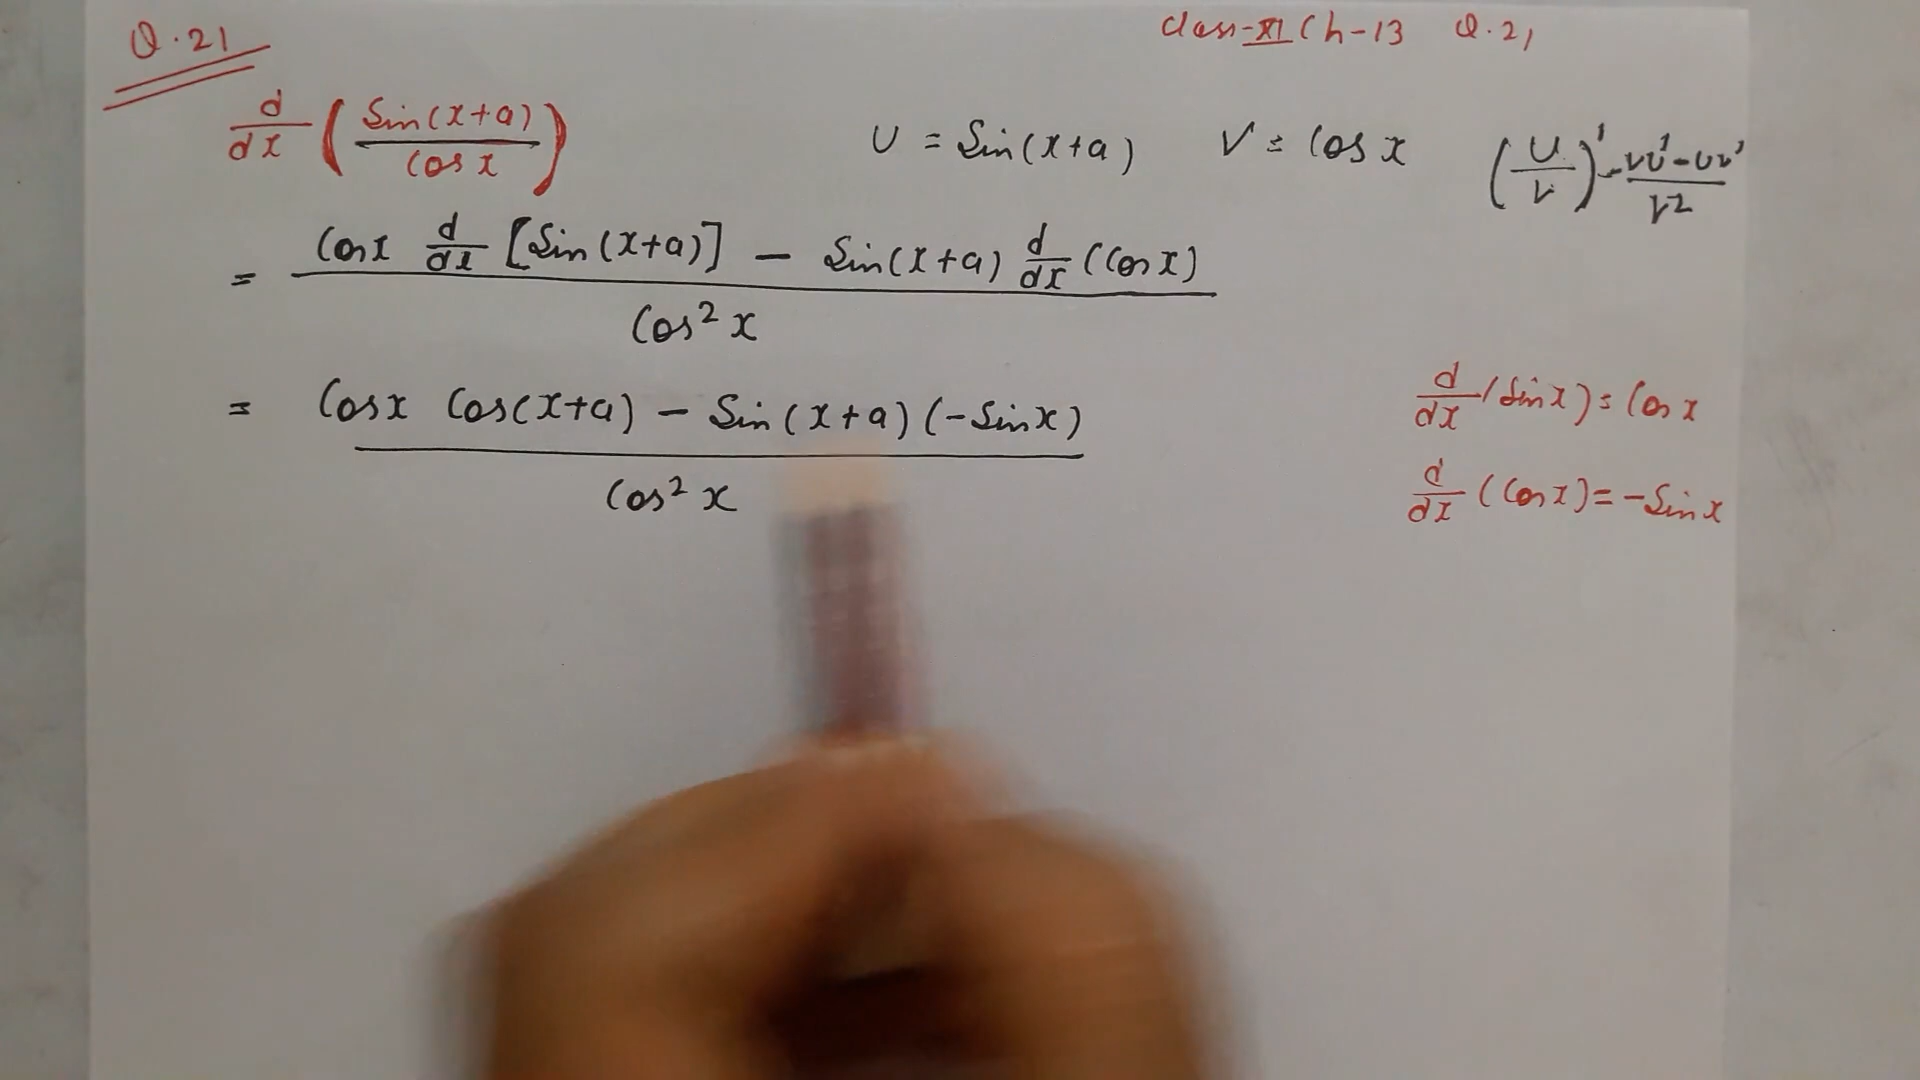 Q.21
Class-XI Ch-13 Q.21
d/dx (Sin(x+a)/Cos x)
U = Sin(x+a) V = Cos x (U/V)' = VU'-UV'/V²
= Cos x d/dx [Sin(x+a)] - Sin(x+a) d/dx (Cos x)
Cos² x
= Cos x Cos(x+a) - Sin(x+a)(-Sin x)
Cos² x
d/dx (Sin x) = Cos x
d/dx (Cos x) = -Sin x